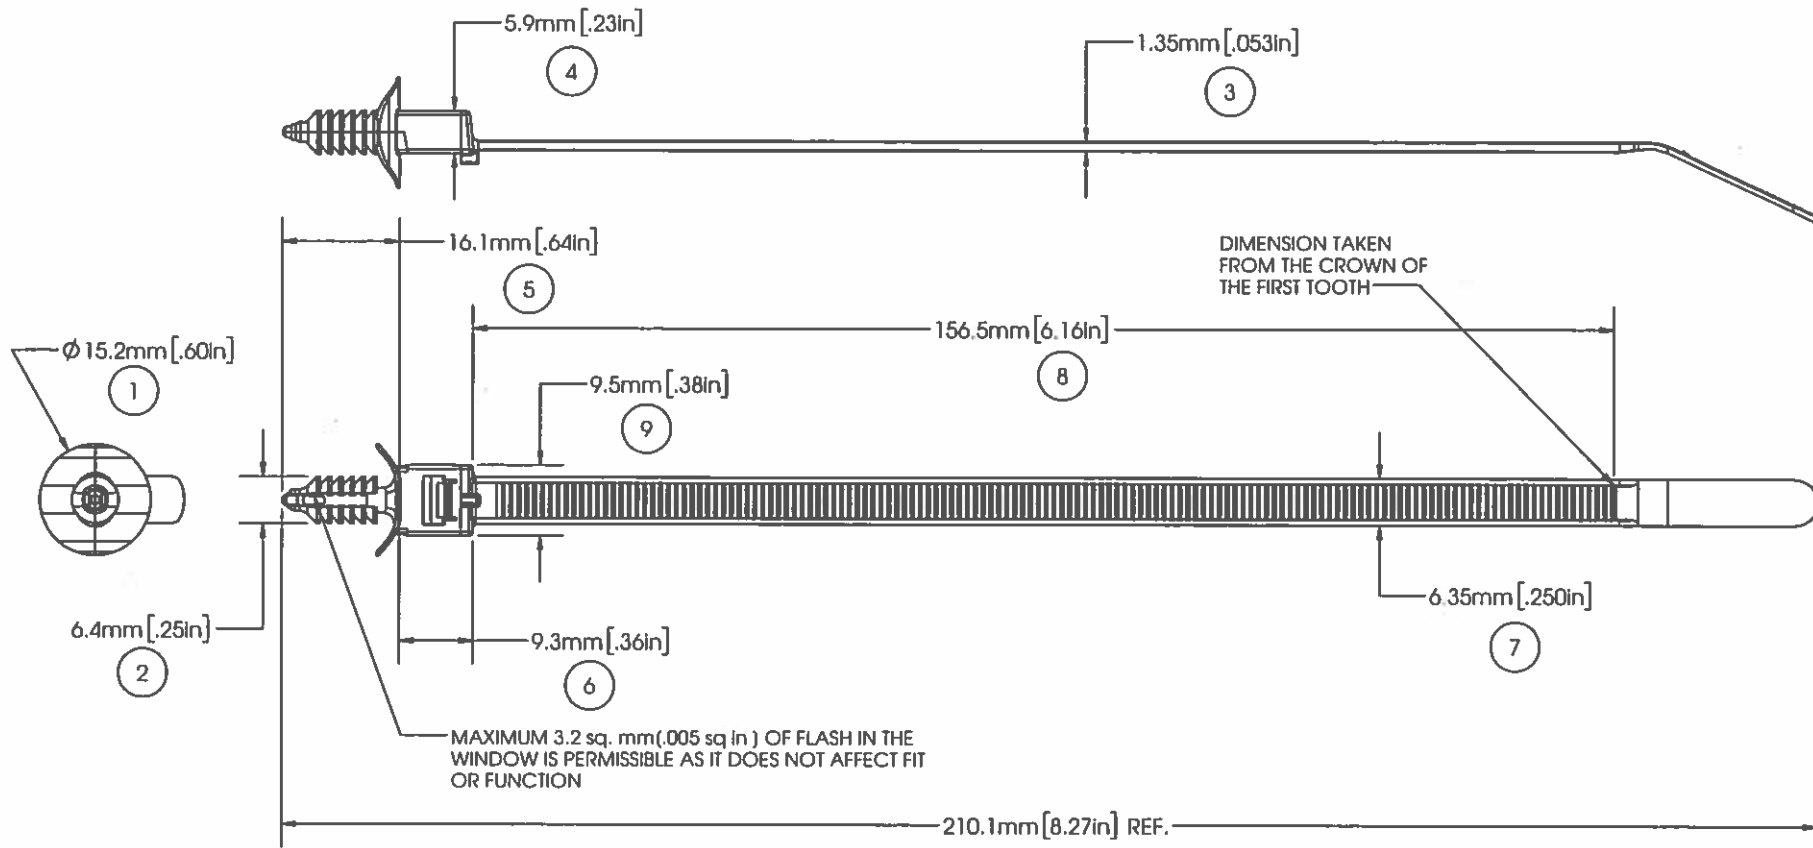 5.9mm[.23in]
4
1.35mm[.053in]
3
16.1mm[.64in]
5
DIMENSION TAKEN
FROM THE CROWN OF
THE FIRST TOOTH
156.5mm[6.16in]
8
Ø15.2mm[.60in]
1
9.5mm[.38in]
9
6.35mm[.250in]
7
6.4mm[.25in]
2
9.3mm[.36in]
6
MAXIMUM 3.2 sq. mm(.005 sq in ) OF FLASH IN THE
WINDOW IS PERMISSIBLE AS IT DOES NOT AFFECT FIT
OR FUNCTION
210.1mm[8.27in] REF.